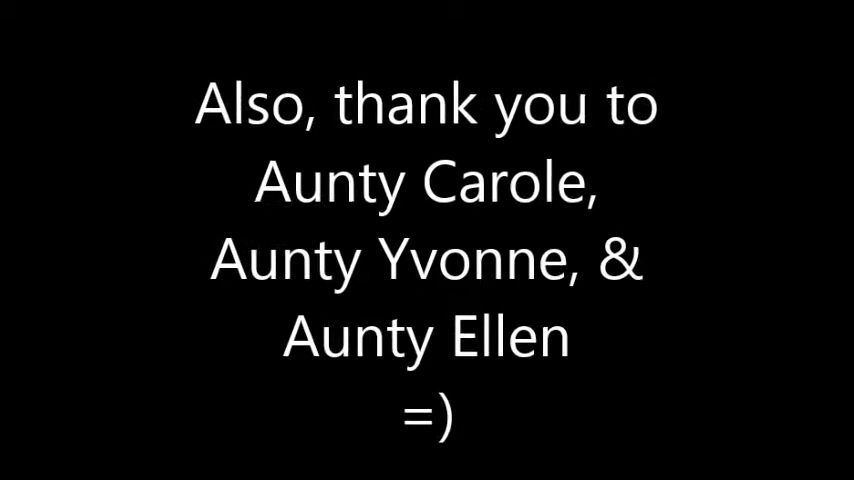 Also, thank you to
Aunty Carole,
Aunty Yvonne, &
Aunty Ellen
=)